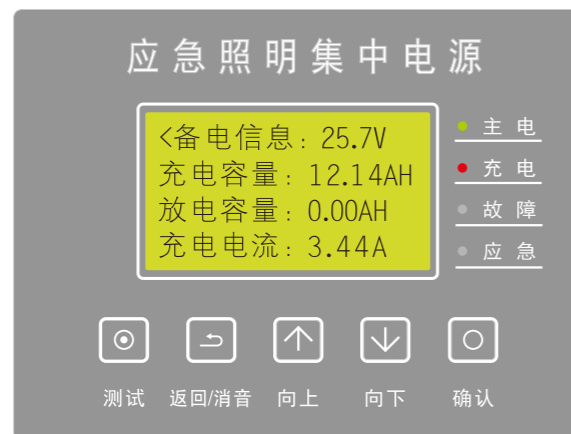 应急照明集中电源
<备电信息：25.7V
充电容量：12.14AH
放电容量：0.00AH
充电电流：3.44A
主电
充电
故障
应急
测试 返回/消音 向上 向下 确认